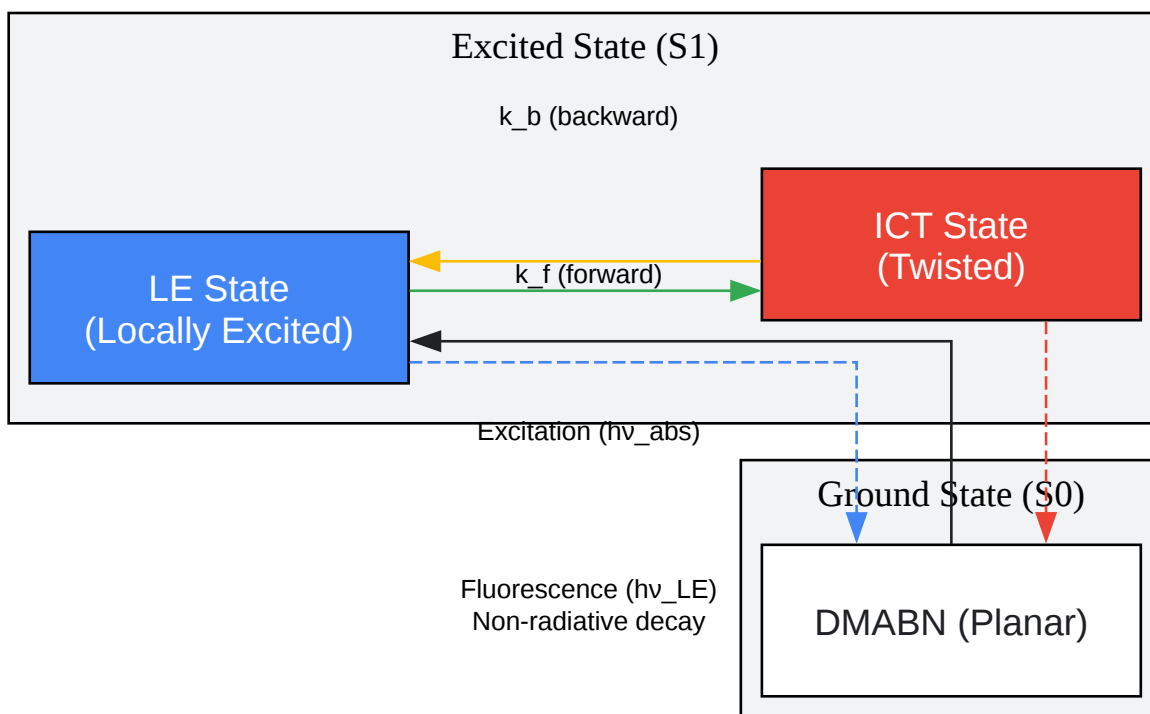 Excited State (S1)
k_b (backward)
ICT State
(Twisted)
LE State
(Locally Excited)
k_f (forward)
Excitation (hν_abs)
Ground State (S0)
Fluorescence (hν_LE)
Non-radiative decay
DMABN (Planar)